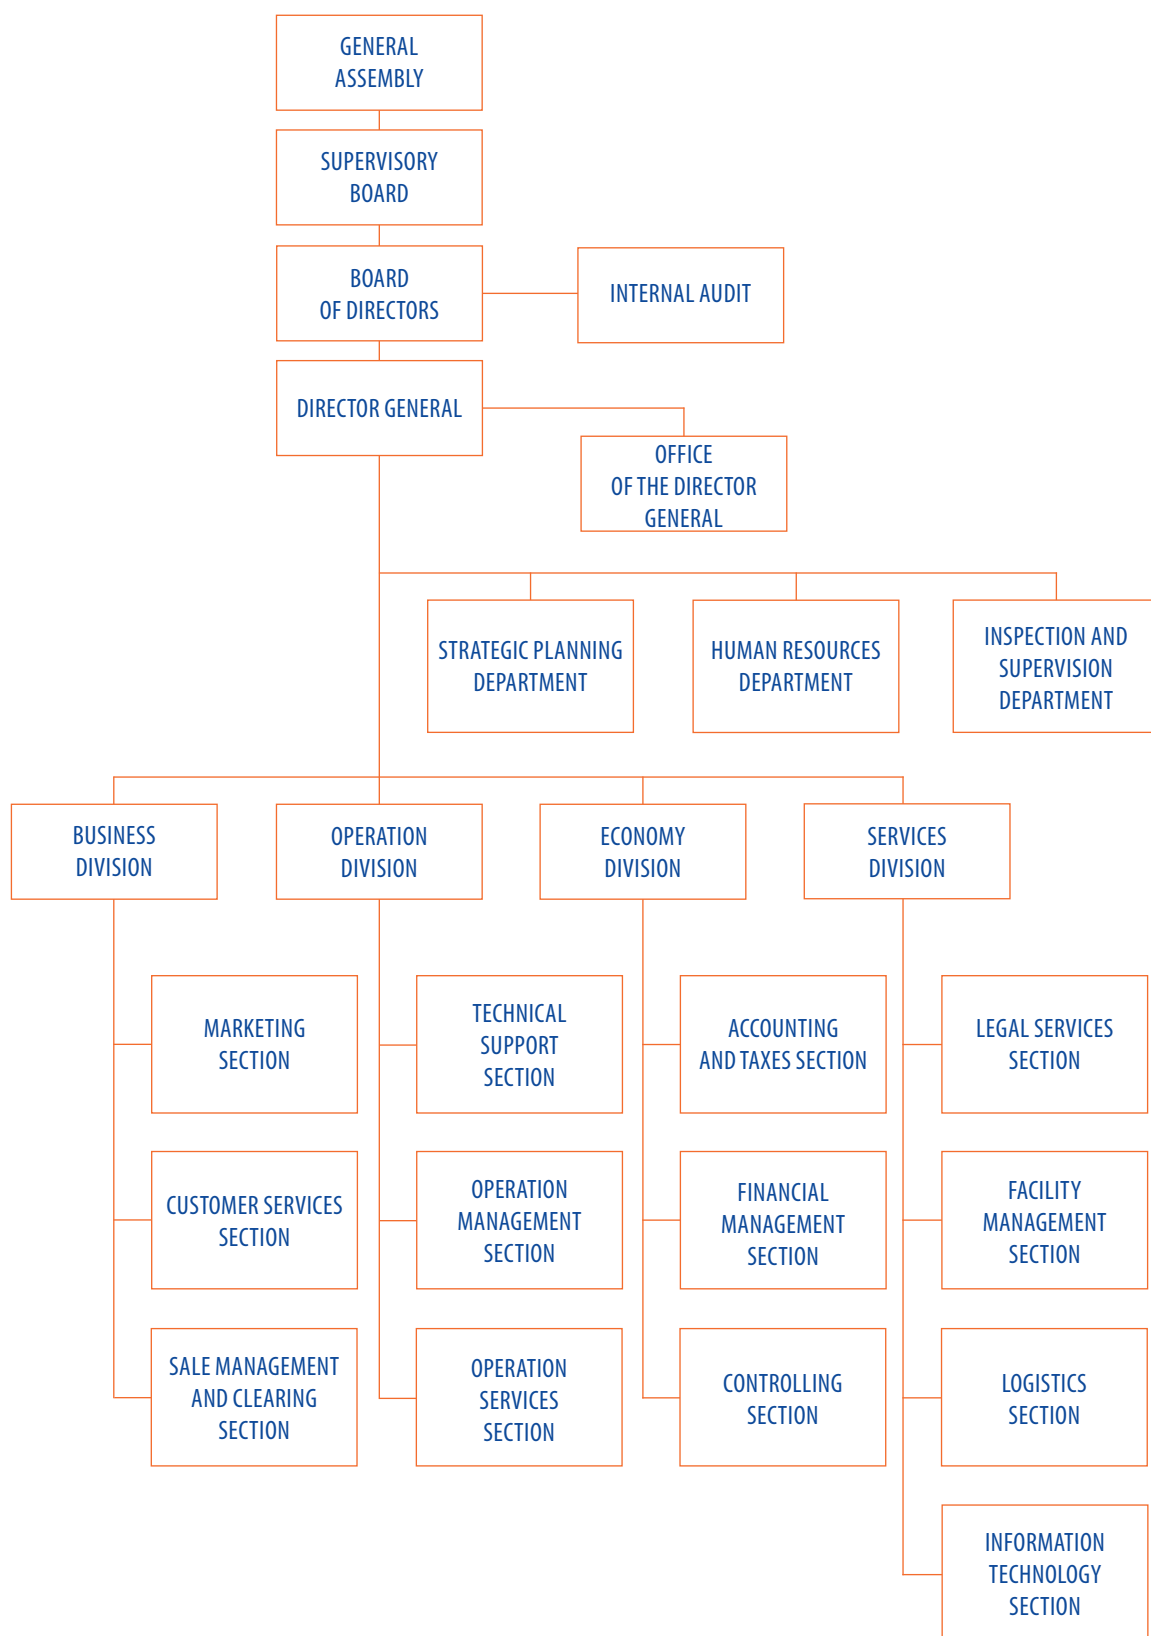 GENERAL
ASSEMBLY
SUPERVISORY
BOARD
BOARD
OF DIRECTORS
INTERNAL AUDIT
DIRECTOR GENERAL
OFFICE
OF THE DIRECTOR
GENERAL
STRATEGIC PLANNING
DEPARTMENT
HUMAN RESOURCES
DEPARTMENT
INSPECTION AND
SUPERVISION
DEPARTMENT
BUSINESS
DIVISION
OPERATION
DIVISION
ECONOMY
DIVISION
SERVICES
DIVISION
MARKETING
SECTION
TECHNICAL
SUPPORT
SECTION
ACCOUNTING
AND TAXES SECTION
LEGAL SERVICES
SECTION
CUSTOMER SERVICES
SECTION
OPERATION
MANAGEMENT
SECTION
FINANCIAL
MANAGEMENT
SECTION
FACILITY
MANAGEMENT
SECTION
SALE MANAGEMENT
AND CLEARING
SECTION
OPERATION
SERVICES
SECTION
CONTROLLING
SECTION
LOGISTICS
SECTION
INFORMATION
TECHNOLOGY
SECTION